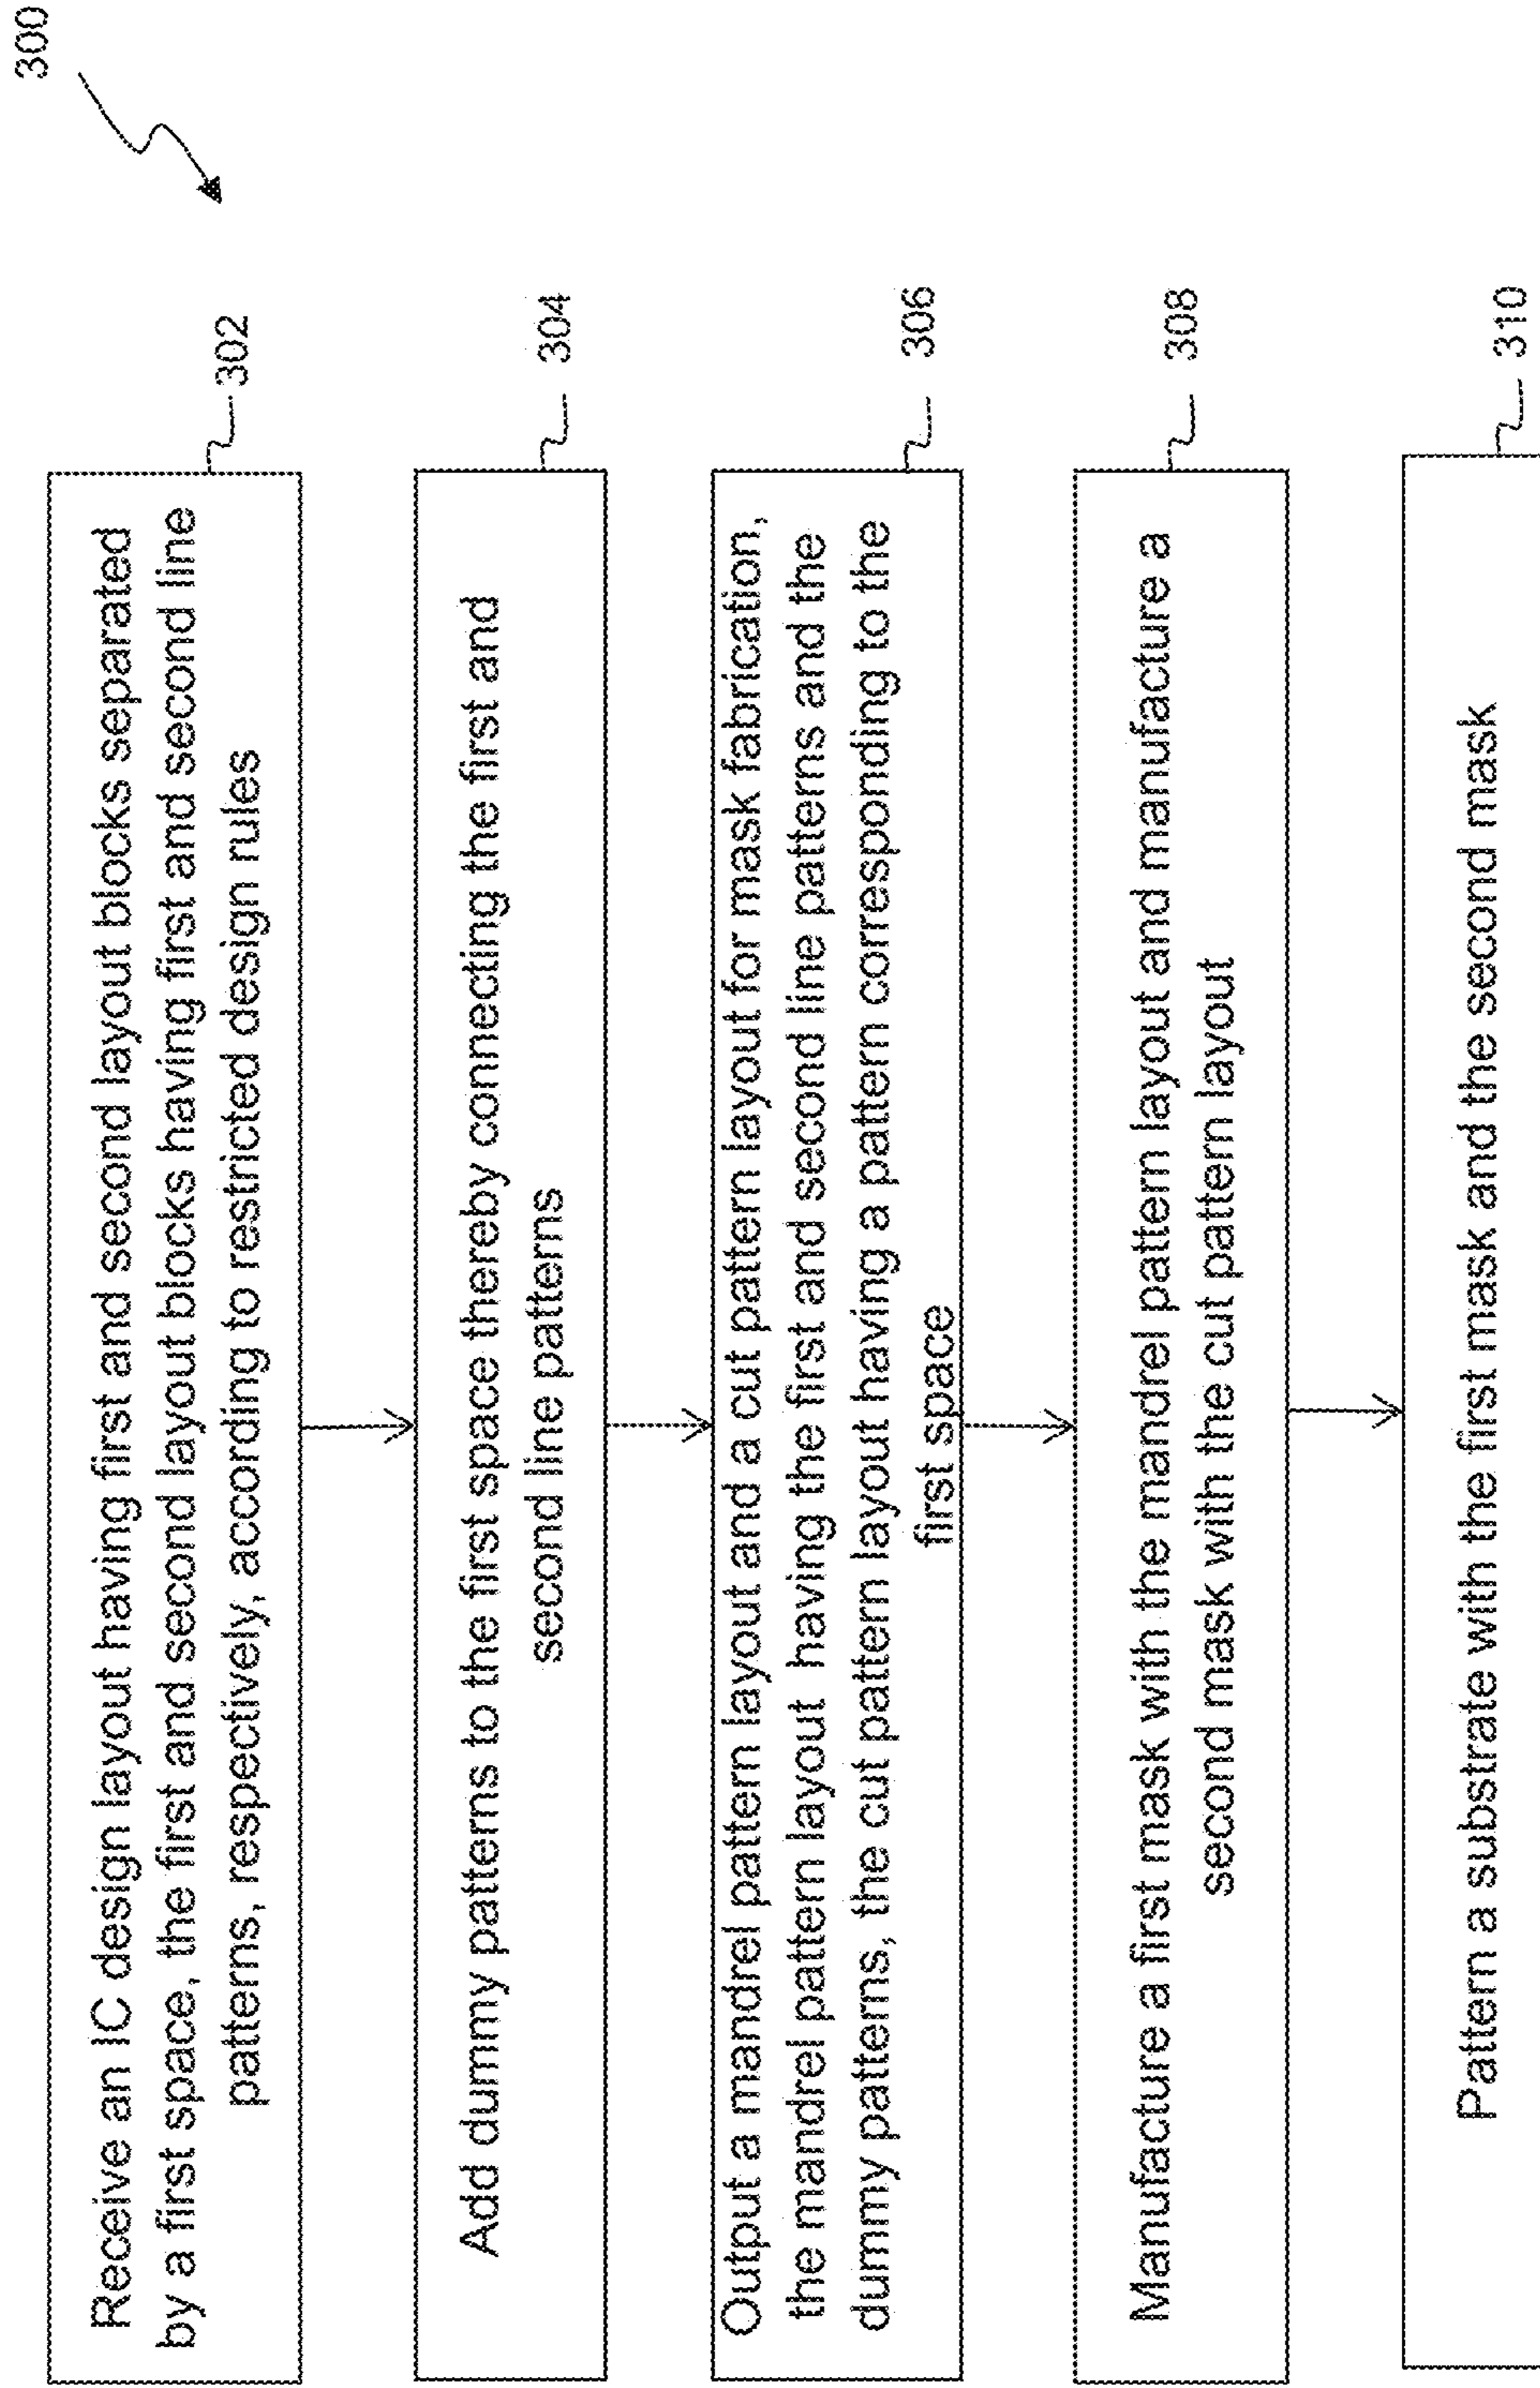 300
Receive an IC design layout having first and second layout blocks separated
by a first space, the first and second layout blocks having first and second line
patterns, respectively, according to restricted design rules
302
Add dummy patterns to the first space thereby connecting the first and
second line patterns
304
Output a mandrel pattern layout and a cut pattern layout for mask fabrication,
the mandrel pattern layout having the first and second line patterns and the
dummy patterns, the cut pattern layout having a pattern corresponding to the
first space
306
Manufacture a first mask with the mandrel pattern layout and manufacture a
second mask with the cut pattern layout
308
Pattern a substrate with the first mask and the second mask
310